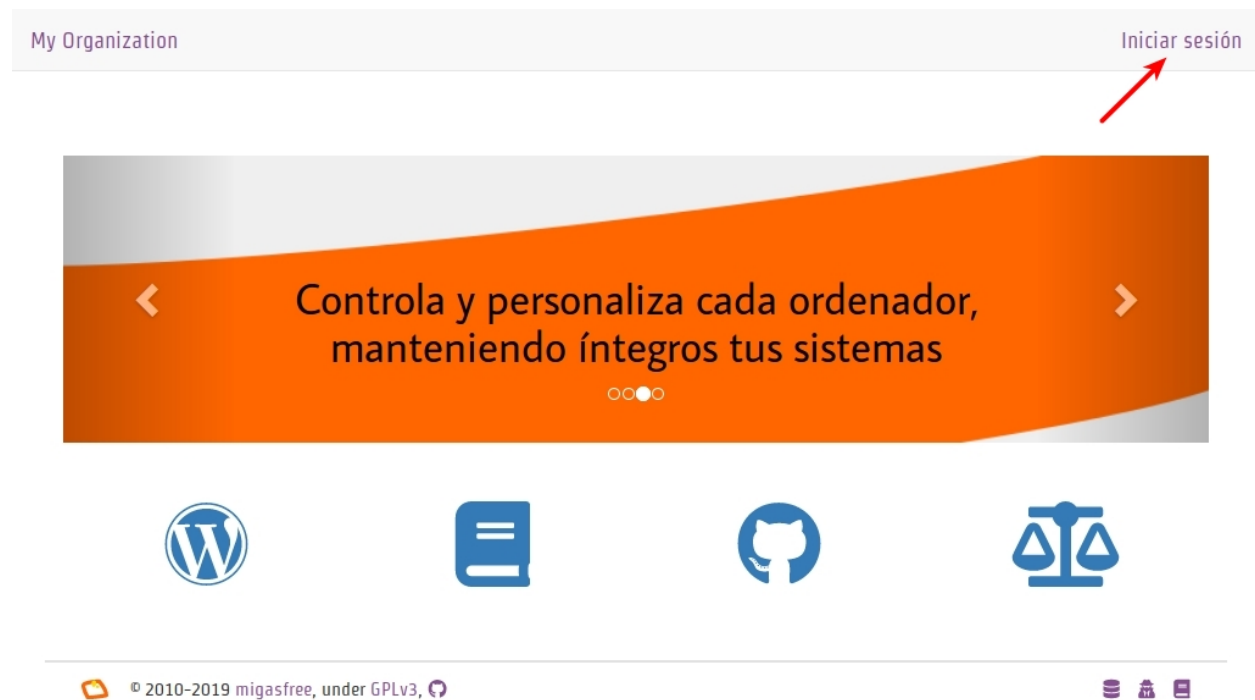 My Organization
Iniciar sesión
Controla y personaliza cada ordenador,
manteniendo íntegros tus sistemas
© 2010-2019 migasfree, under GPLv3,